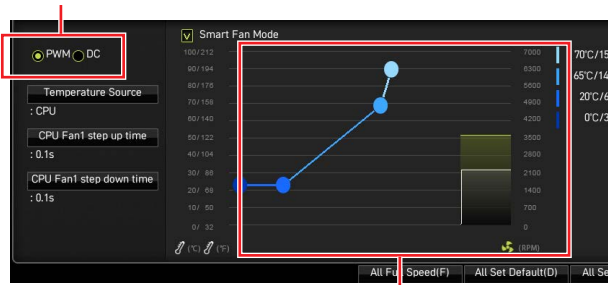 Smart Fan Mode
PWM DC
100/212 7000 70°C/15
90/194 6300 65°C/14
80/176 5600
70/158 4900 20°C/6
60/140 4200 0°C/3
50/122 3500
40/104 2800
30/ 86 2100
20/ 68 1400
10/ 50 700
0/ 32 0
Temperature Source
: CPU
CPU Fan1 step up time
: 0.1s
CPU Fan1 step down time
: 0.1s
(°C) (°F) (RPM)
All Full Speed(F) All Set Default(D) All Se